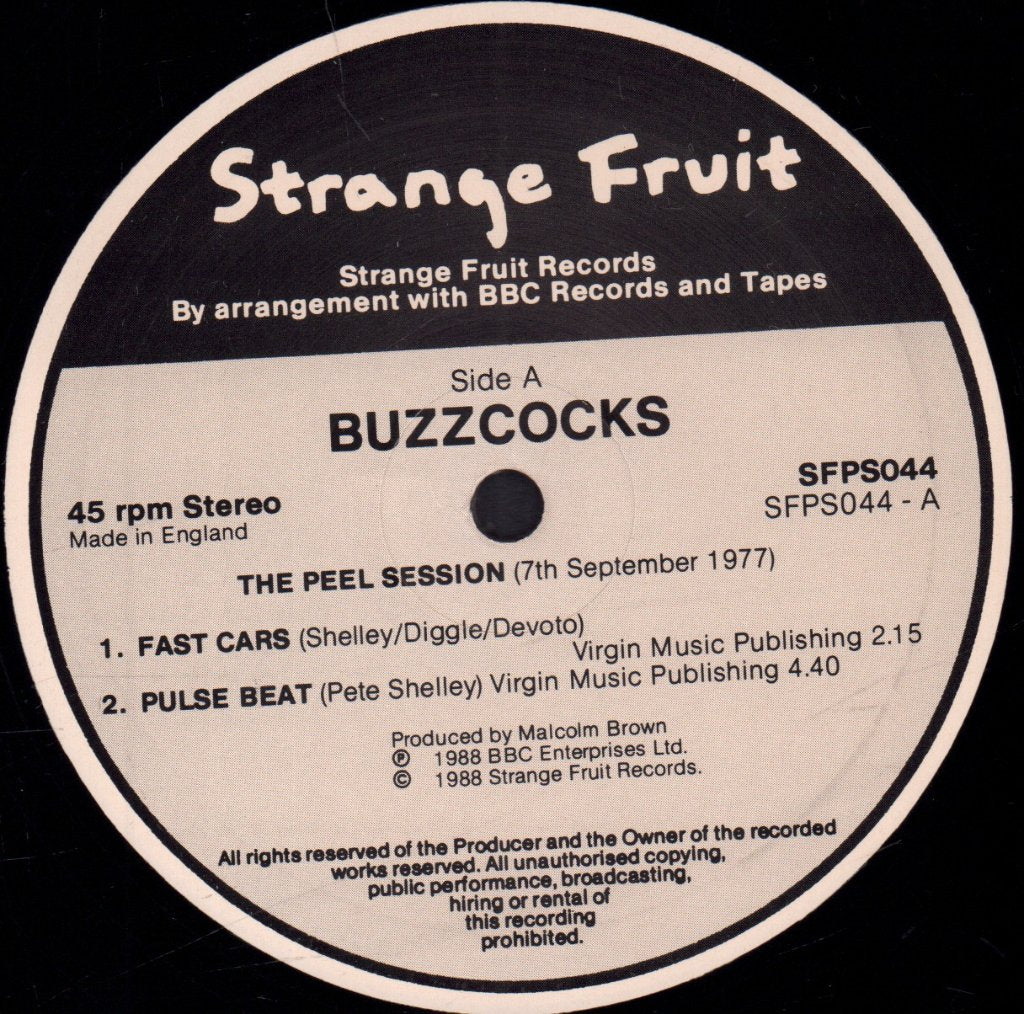 Strange Fruit
Strange Fruit Records
By arrangement with BBC Records and Tapes
Side A
BUZZCOCKS
45 rpm Stereo
Made in England
SFPS044
SFPS044 - A
THE PEEL SESSION (7th September 1977)
1. FAST CARS (Shelley/Diggle/Devoto)
Virgin Music Publishing 2.15
2. PULSE BEAT (Pete Shelley) Virgin Music Publishing 4.40
Produced by Malcolm Brown
℗ 1988 BBC Enterprises Ltd.
© 1988 Strange Fruit Records.
All rights reserved of the Producer and the Owner of the recorded
works reserved. All unauthorised copying,
public performance, broadcasting,
hiring or rental of
this recording
prohibited.